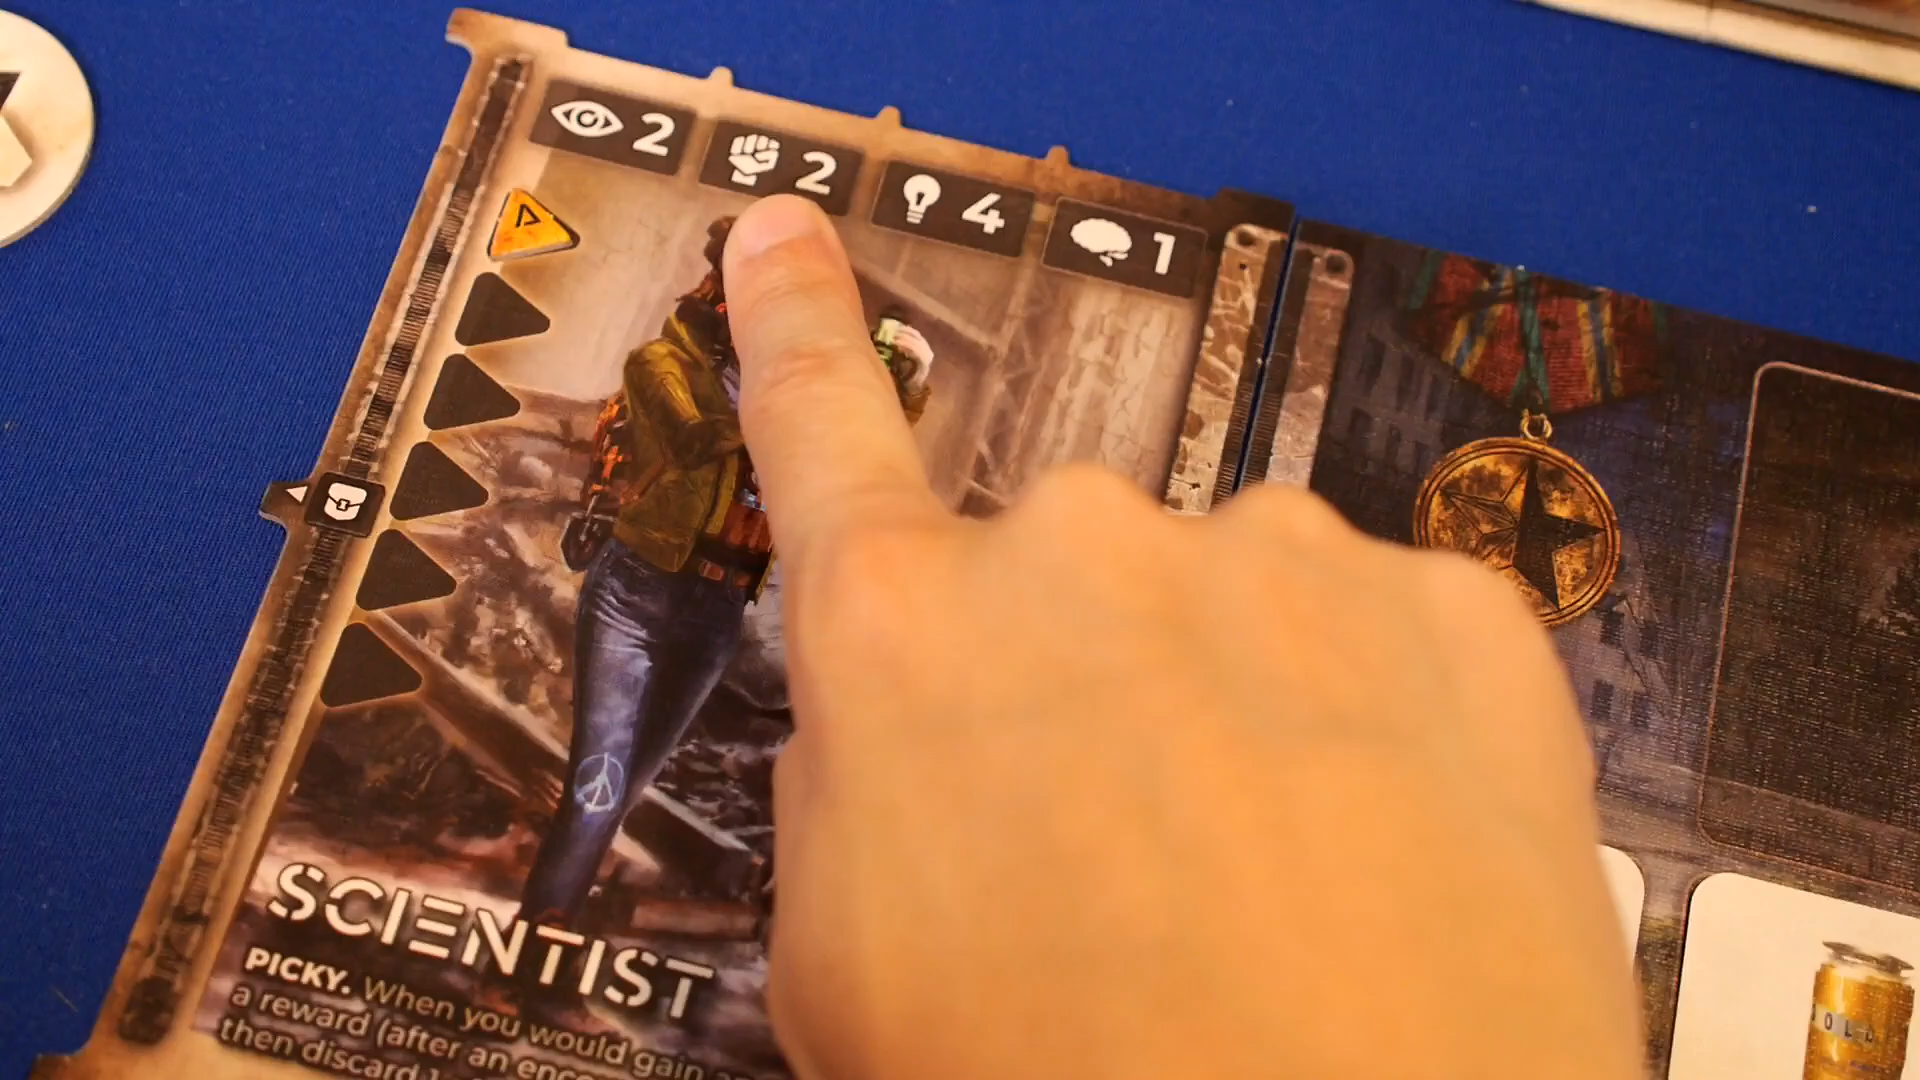 2 2 4 1
SCIENTIST
PICKY. When you would gain
a reward (after an
then discard